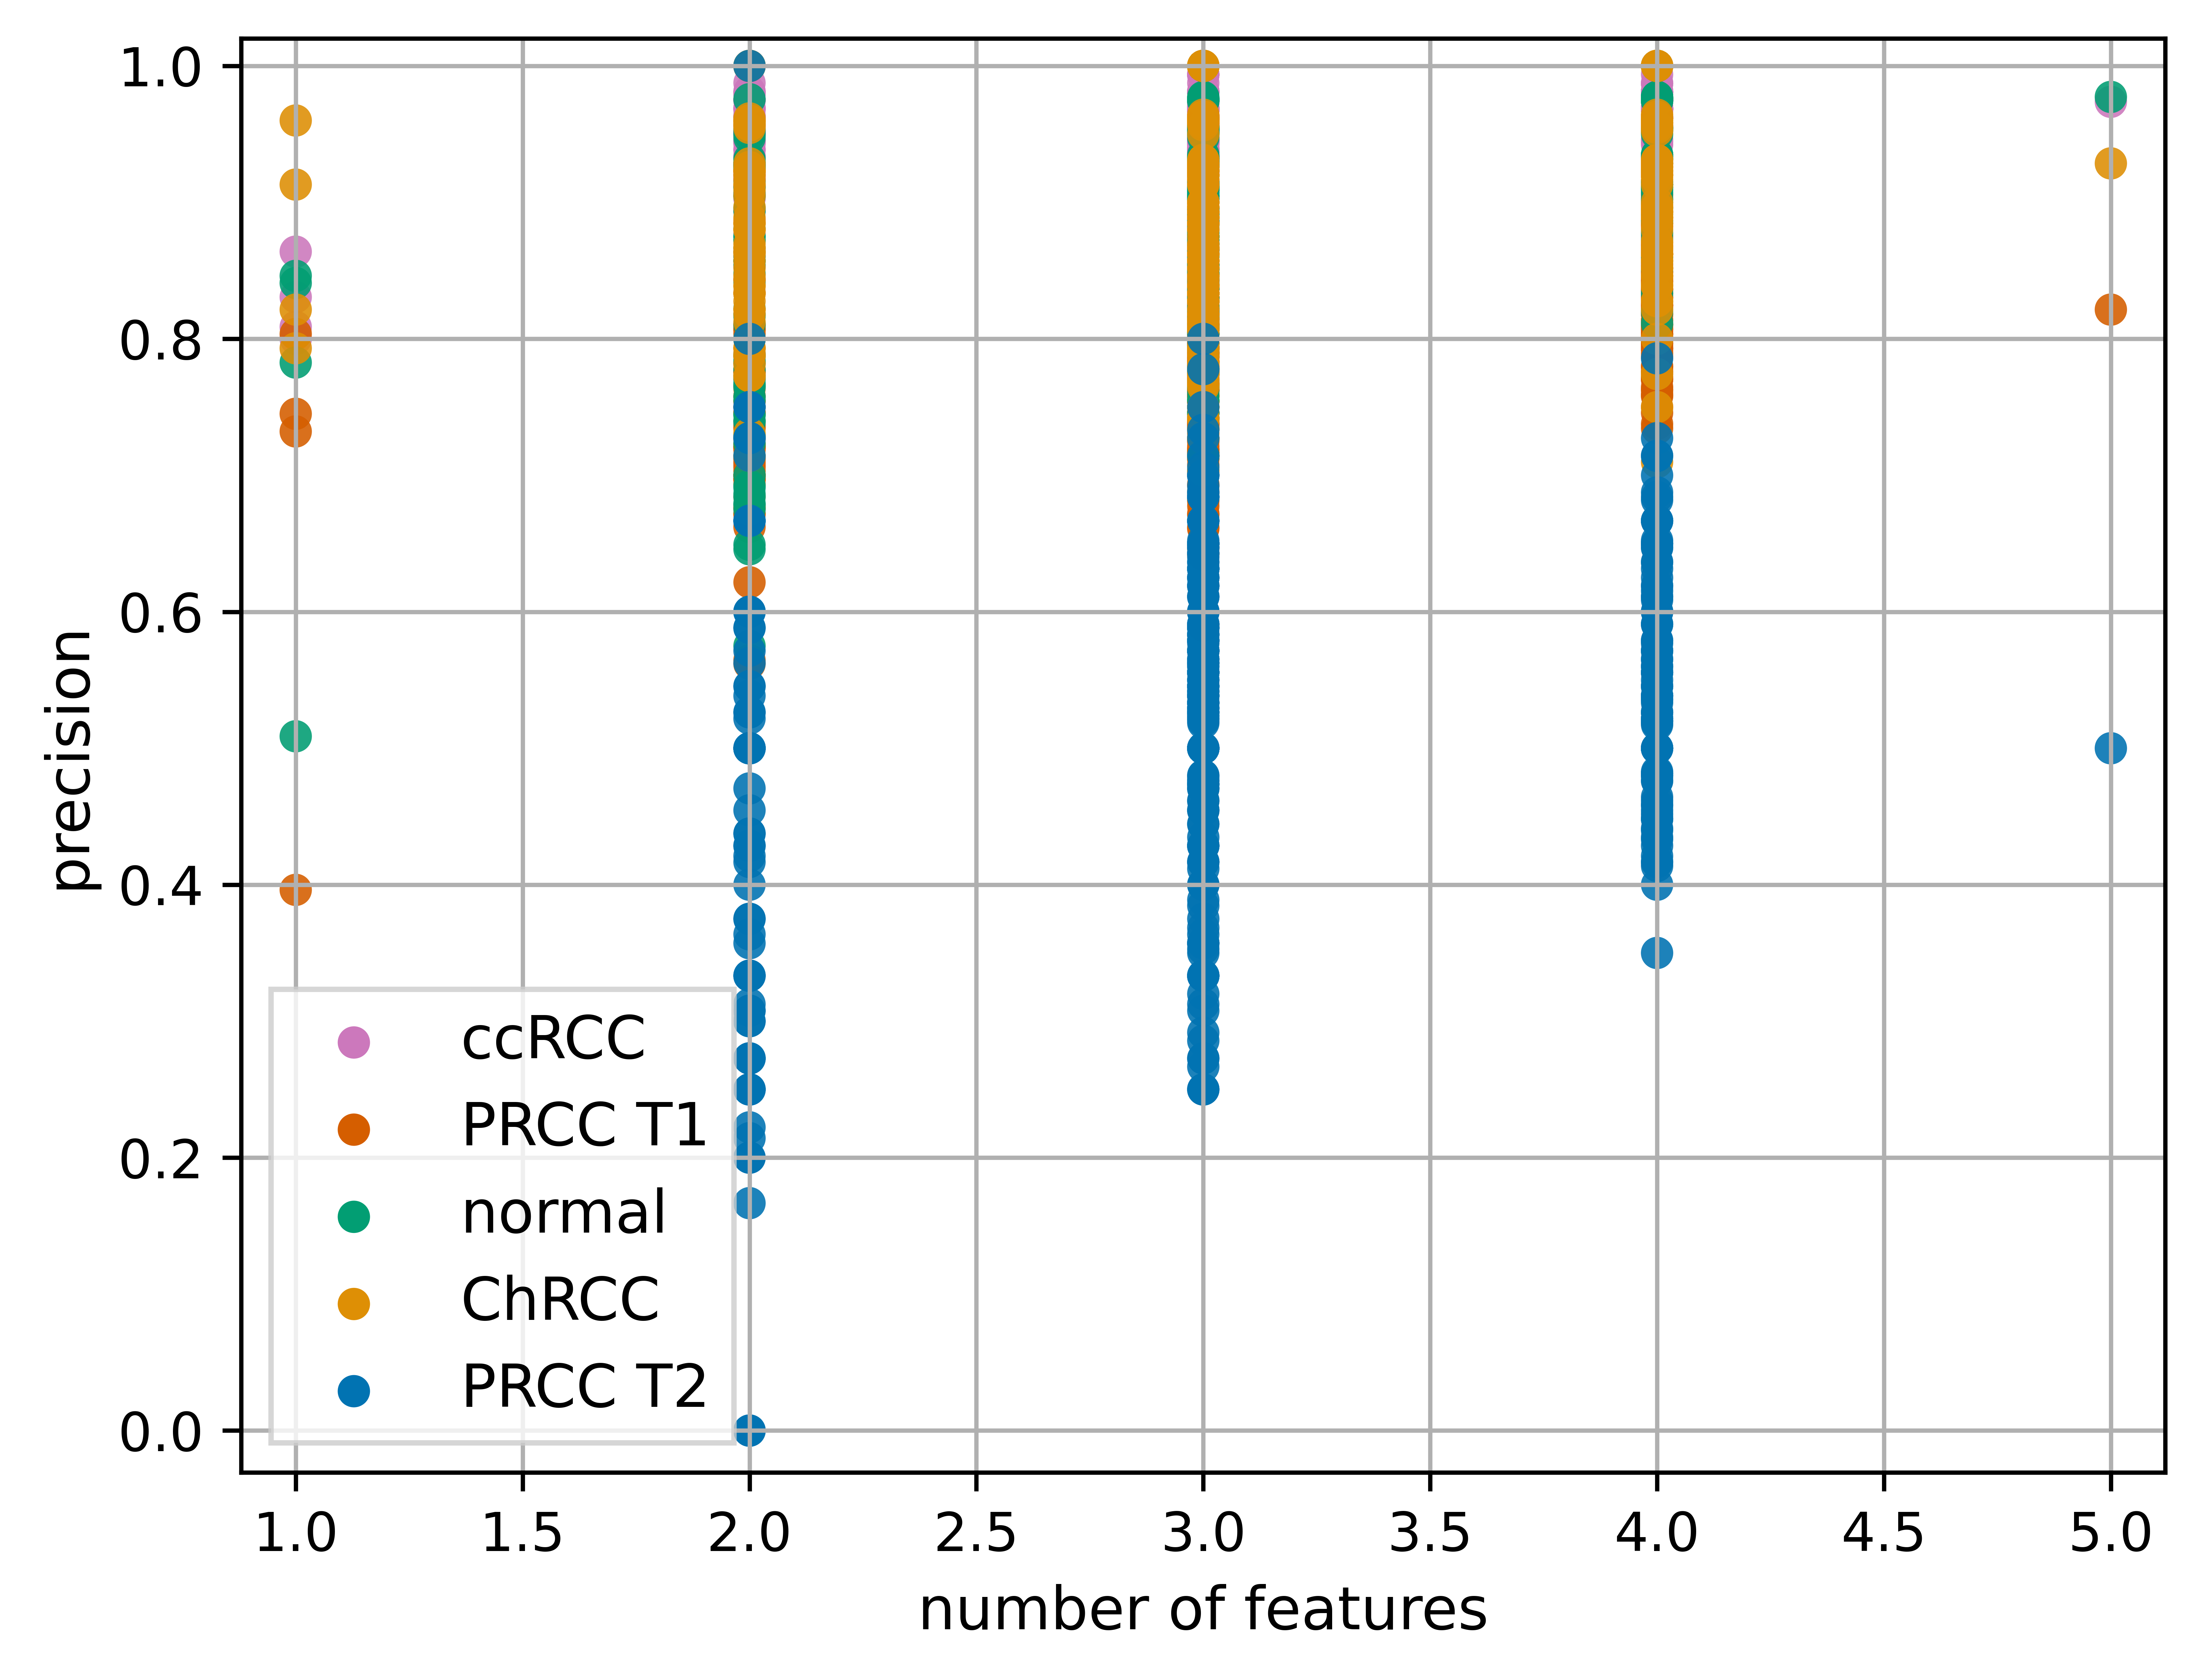 1.0
0.8
0.6
0.4
0.2
0.0
precision
ccRCC
PRCC T1
normal
ChRCC
PRCC T2
1.0 1.5 2.0 2.5 3.0 3.5 4.0 4.5 5.0
number of features